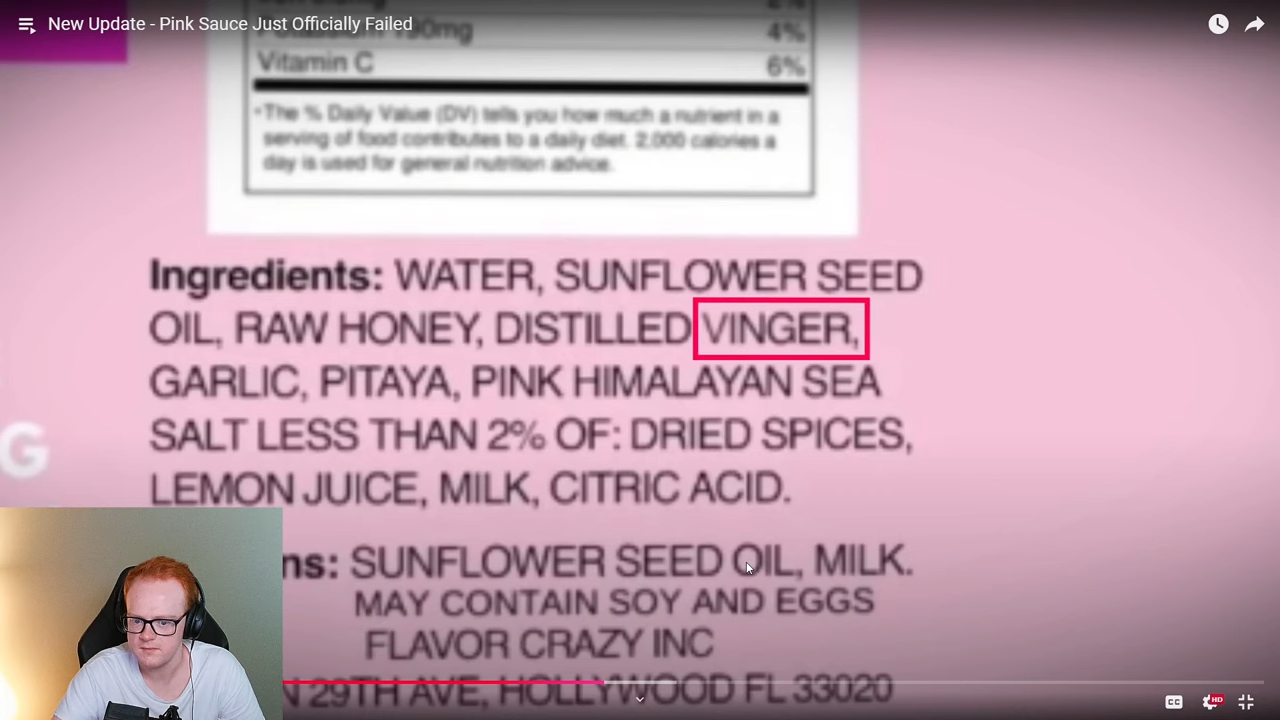 New Update - Pink Sauce Just Officially Failed
4%
Vitamin C 6%
*The % Daily Value (DV) tells you how much a nutrient in a
serving of food contributes to a daily diet. 2,000 calories a
day is used for general nutrition advice.
Ingredients: WATER, SUNFLOWER SEED
OIL, RAW HONEY, DISTILLED VINGER,
GARLIC, PITAYA, PINK HIMALAYAN SEA
SALT LESS THAN 2% OF: DRIED SPICES,
LEMON JUICE, MILK, CITRIC ACID.
G
ns: SUNFLOWER SEED OIL, MILK.
MAY CONTAIN SOY AND EGGS
FLAVOR CRAZY INC
N 29TH AVE, HOLLYWOOD FL 33020
CC HD